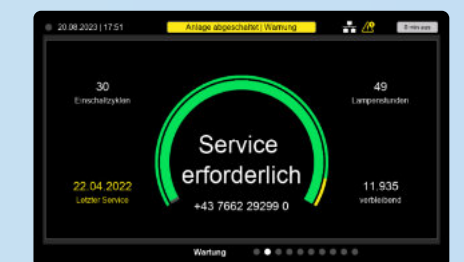 20.08.2023 | 17:51
Anlage abgeschaltet | Warnung
30
Einschaltzyklen
49
Lampenstunden
Service
erforderlich
+43 7662 29299 0
22.04.2022
Letzter Service
11.935
verbleibend
Wartung